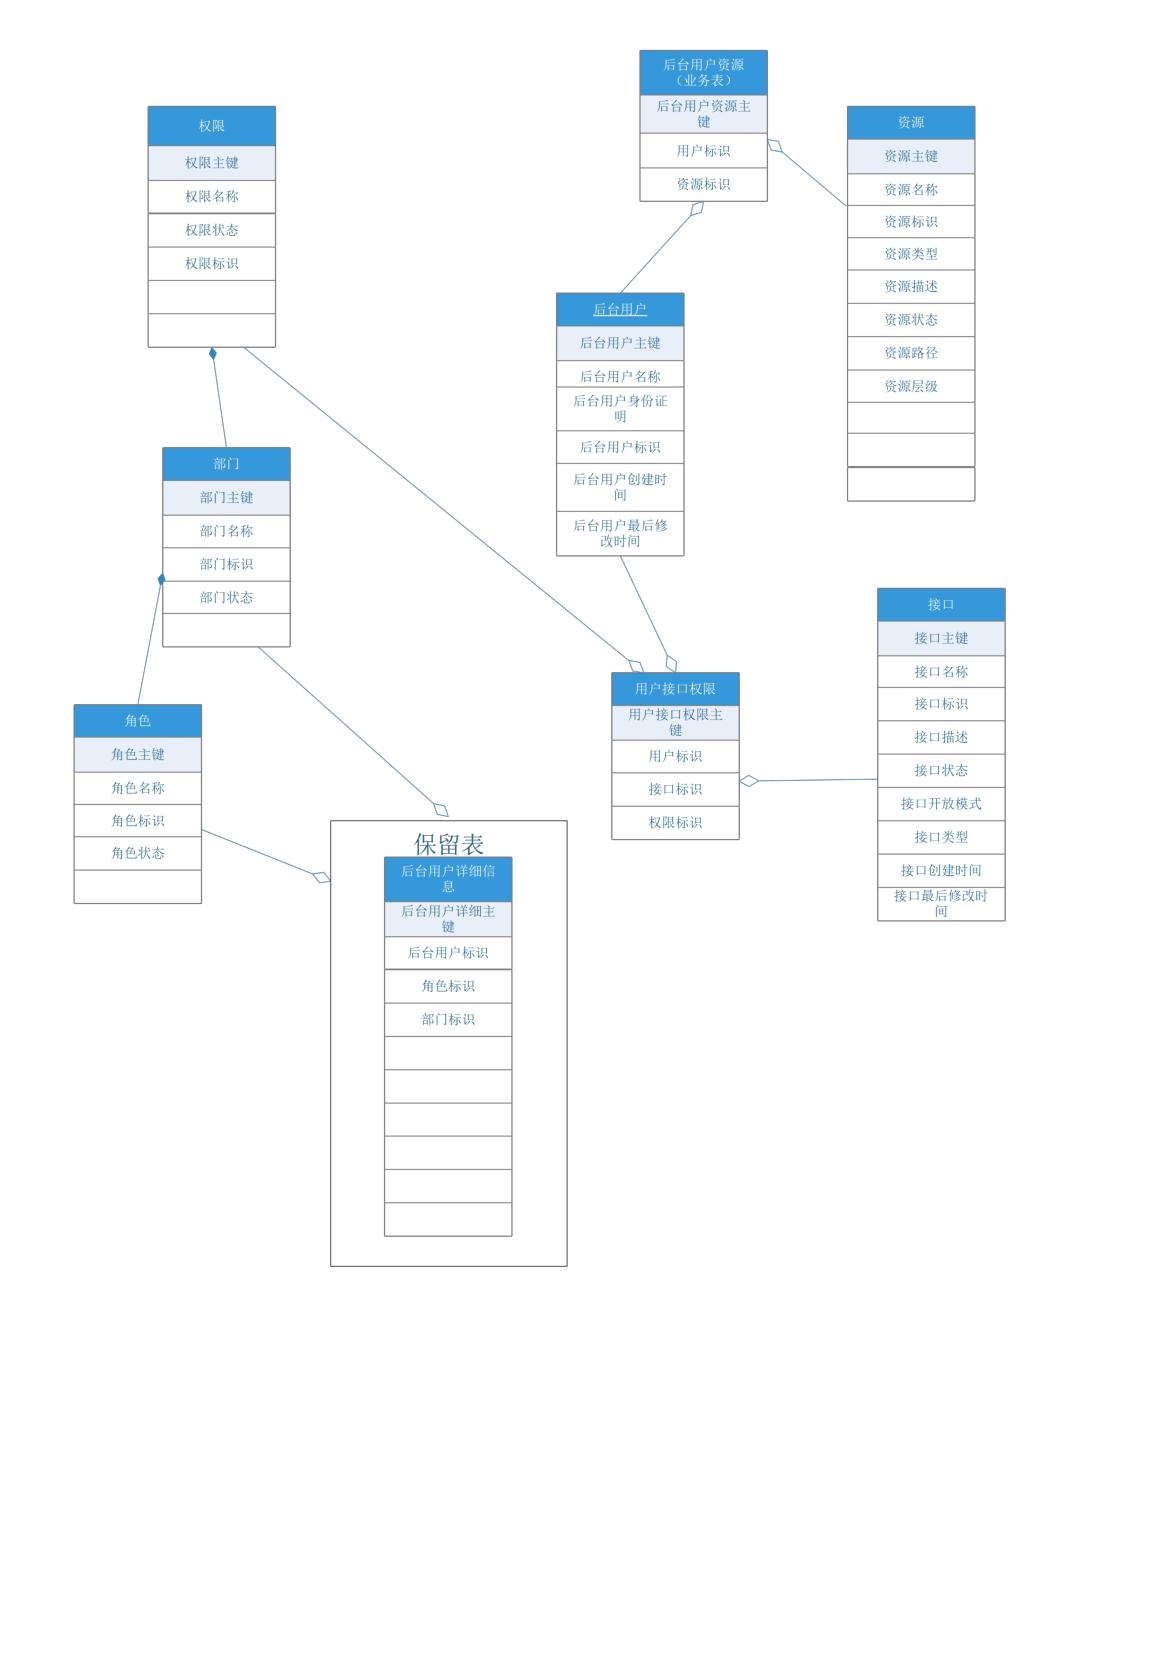 后台用户资源
（业务表）
后台用户资源主
键
用户标识
资源标识
权限
权限主键
权限名称
权限状态
权限标识
资源
资源主键
资源名称
资源标识
资源类型
资源描述
资源状态
资源路径
资源层级
后台用户
后台用户主键
后台用户名称
后台用户身份证
明
后台用户标识
后台用户创建时
间
后台用户最后修
改时间
部门
部门主键
部门名称
部门标识
部门状态
接口
接口主键
接口名称
接口标识
接口描述
接口状态
接口开放模式
接口类型
接口创建时间
接口最后修改时
间
用户接口权限
用户接口权限主
键
用户标识
接口标识
权限标识
角色
角色主键
角色名称
角色标识
角色状态
保留表
后台用户详细信
息
后台用户详细主
键
后台用户标识
角色标识
部门标识